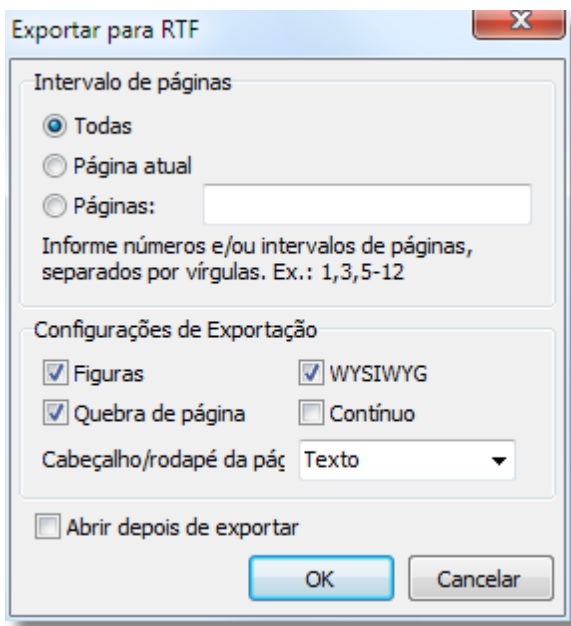 Exportar para RTF
Intervalo de páginas
Todas
Página atual
Páginas:
Informe números e/ou intervalos de páginas,
separados por vírgulas. Ex.: 1,3,5-12
Configurações de Exportação
Figuras
WYSIWYG
Quebra de página
Contínuo
Cabeçalho/rodapé da pág
Texto
Abrir depois de exportar
OK
Cancelar